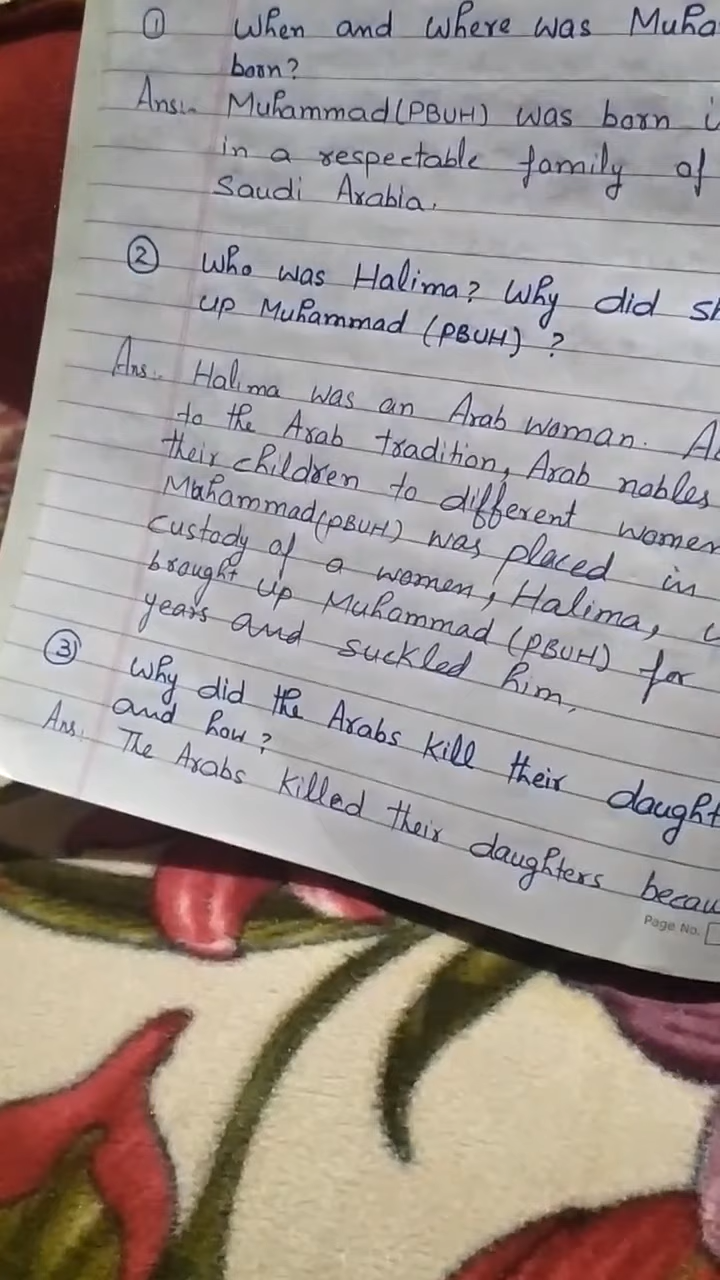 ① When and where was Muha
born?
Ans:- Muhammad (PBUH) was born i
in a respectable family of
Saudi Arabia.
② Who was Halima? Why did sh
up Muhammad (PBUH) ?
Ans:- Halima was an Arab woman. Ac
to the Arab tradition, Arab nobles
their children to different women
Muhammad (PBUH) was placed in
custody of a women, Halima,
brought up Muhammad (PBUH) for
years and suckled him,
③ Why did the Arabs kill their daught
and how?
Ans. The Arabs killed their daughters becau
Page No.